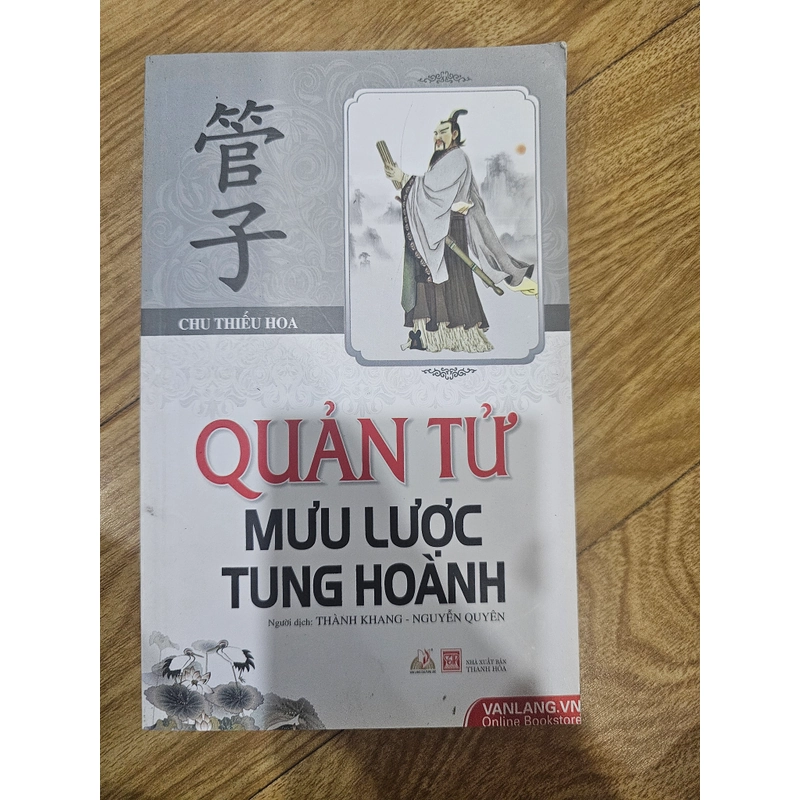 管子
CHU THIẾU HOA
QUẢN TỬ
MƯU LƯỢC
TUNG HOÀNH
Người dịch: THÀNH KHANG - NGUYỄN QUYÊN
NHÀ XUẤT BẢN
THANH HÓA
VANLANG.VN
Online Bookstore